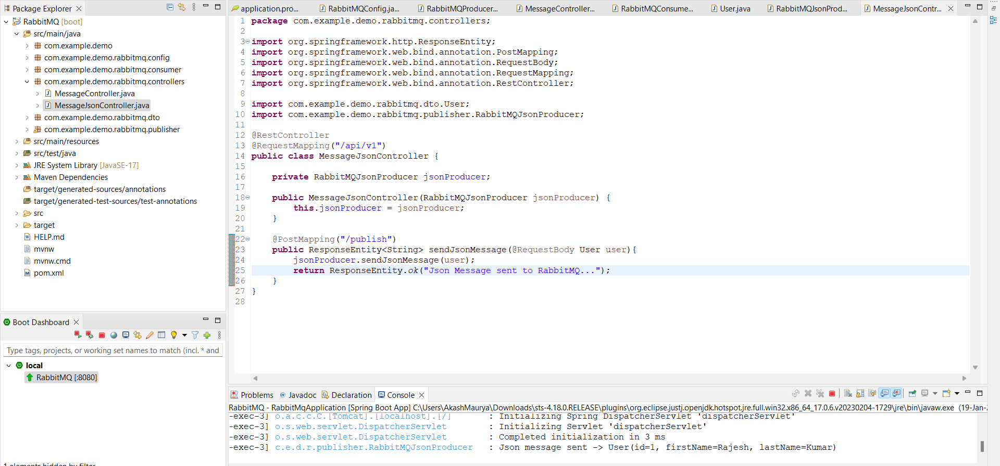 Package Explorer
RabbitMQ [boot]
src/main/java
com.example.demo
com.example.demo.rabbitmq.config
com.example.demo.rabbitmq.consumer
com.example.demo.rabbitmq.controllers
MessageController.java
MessageJsonController.java
com.example.demo.rabbitmq.dto
com.example.demo.rabbitmq.publisher
src/main/resources
src/test/java
JRE System Library [JavaSE-17]
Maven Dependencies
target/generated-sources/annotations
target/generated-test-sources/test-annotations
src
target
HELP.md
mvnw
mvnw.cmd
pom.xml
Boot Dashboard
Type tags, projects, or working set names to match (incl. * and
local
RabbitMQ [:8080]
1 elements hidden by filter
application.pro... RabbitMQConfig.ja... RabbitMQProducer... MessageController... RabbitMQConsume... User.java RabbitMQJsonProd... MessageJsonContr...
1 package com.example.demo.rabbitmq.controllers;
2
3 import org.springframework.http.ResponseEntity;
4 import org.springframework.web.bind.annotation.PostMapping;
5 import org.springframework.web.bind.annotation.RequestBody;
6 import org.springframework.web.bind.annotation.RequestMapping;
7 import org.springframework.web.bind.annotation.RestController;
8
9 import com.example.demo.rabbitmq.dto.User;
10 import com.example.demo.rabbitmq.publisher.RabbitMQJsonProducer;
11
12 @RestController
13 @RequestMapping("/api/v1")
14 public class MessageJsonController {
15
16 private RabbitMQJsonProducer jsonProducer;
17
18 public MessageJsonController(RabbitMQJsonProducer jsonProducer) {
19 this.jsonProducer = jsonProducer;
20 }
21
22 @PostMapping("/publish")
23 public ResponseEntity<String> sendJsonMessage(@RequestBody User user){
24 jsonProducer.sendJsonMessage(user);
25 return ResponseEntity.ok("Json Message sent to RabbitMQ...");
26 }
27 }
28
Problems @ Javadoc Declaration Console
RabbitMQ - RabbitMqApplication [Spring Boot App] C:\Users\AkashMaurya\Downloads\sts-4.18.0.RELEASE\plugins\org.eclipse.justj.openjdk.hotspot.jre.full.win32.x86_64_17.0.6.v20230204-1729\jre\bin\javaw.exe (19-Jan-2
-exec-3] o.a.c.c.C.[Tomcat].[localhost].[/] : Initializing Spring DispatcherServlet 'dispatcherServlet'
-exec-3] o.s.web.servlet.DispatcherServlet : Initializing Servlet 'dispatcherServlet'
-exec-3] o.s.web.servlet.DispatcherServlet : Completed initialization in 3 ms
-exec-3] c.e.d.r.publisher.RabbitMQJsonProducer : Json message sent -> User(id=1, firstName=Rajesh, lastName=Kumar)